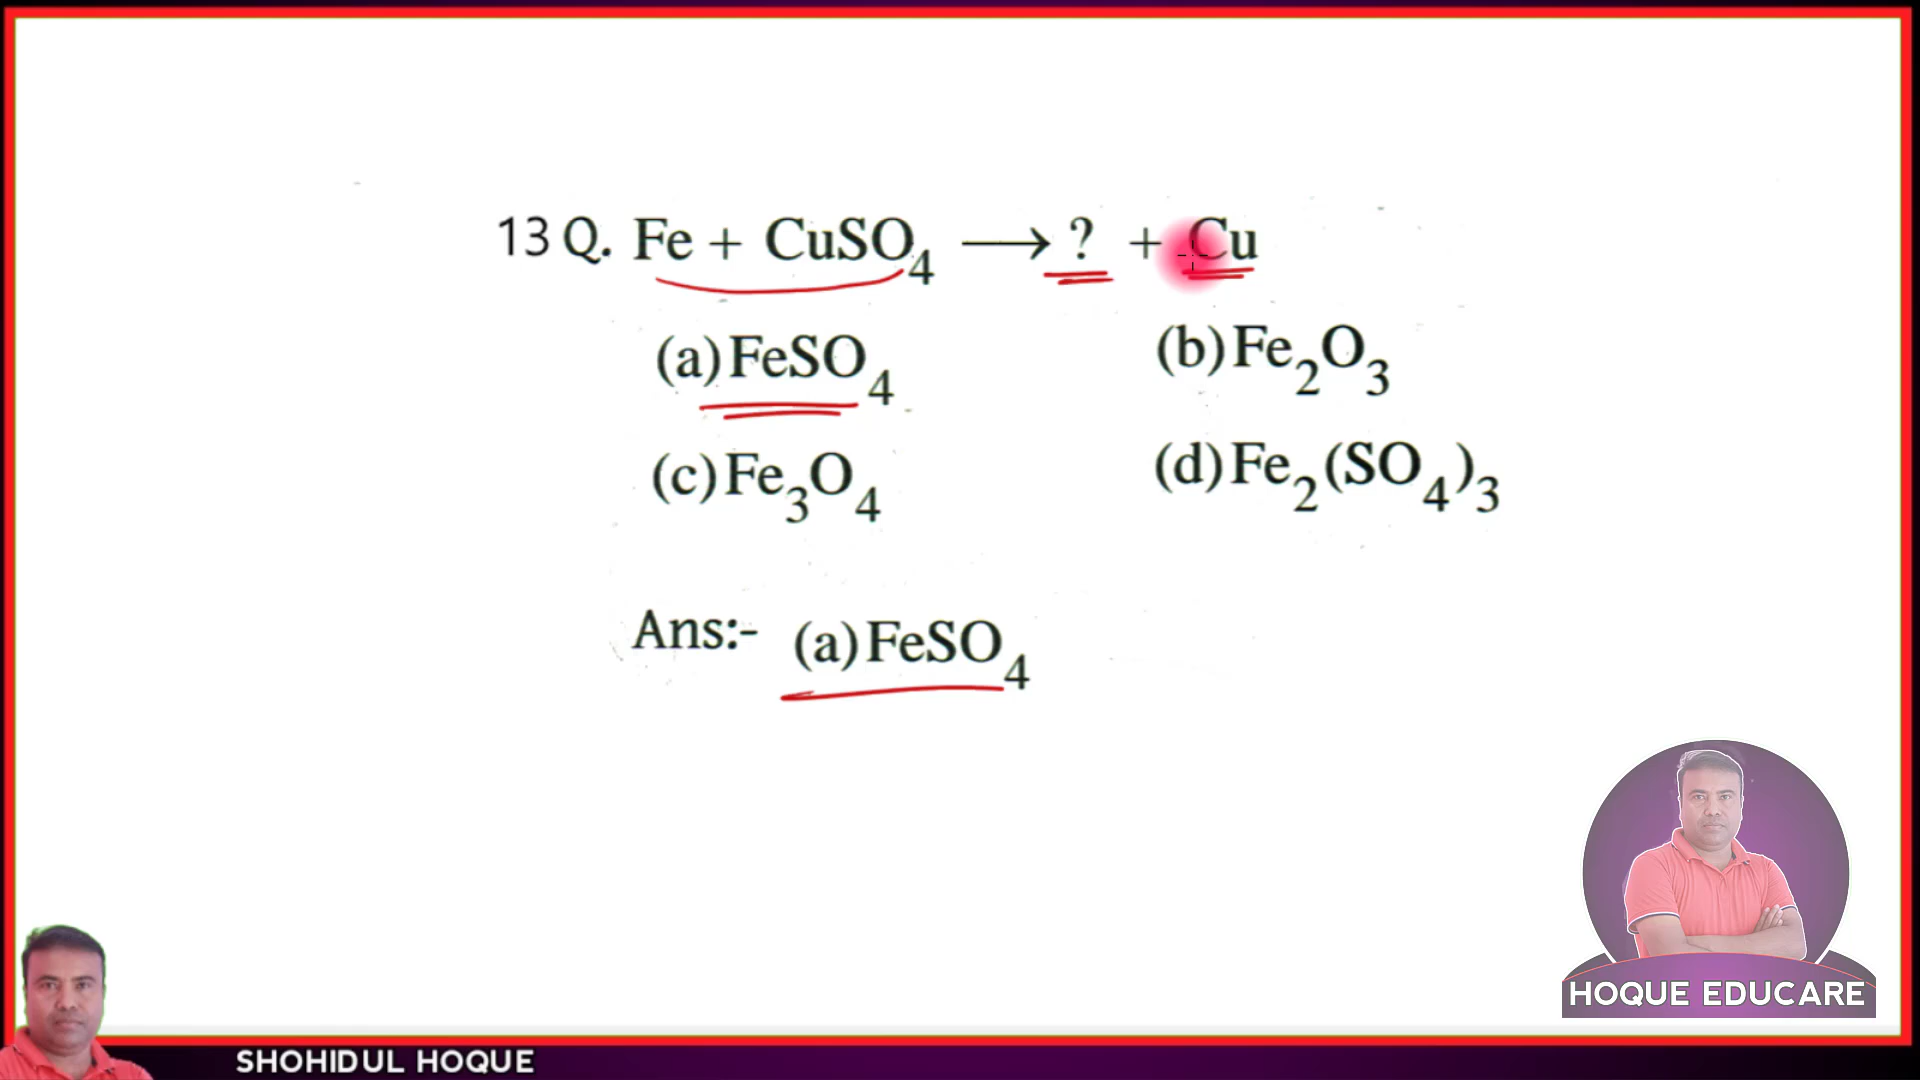 13 Q. Fe + CuSO₄ ⟶ ? + Cu
(a) FeSO₄ (b) Fe₂O₃
(c) Fe₃O₄ (d) Fe₂(SO₄)₃
Ans:- (a) FeSO₄
HOQUE EDUCARE
SHOHIDUL HOQUE